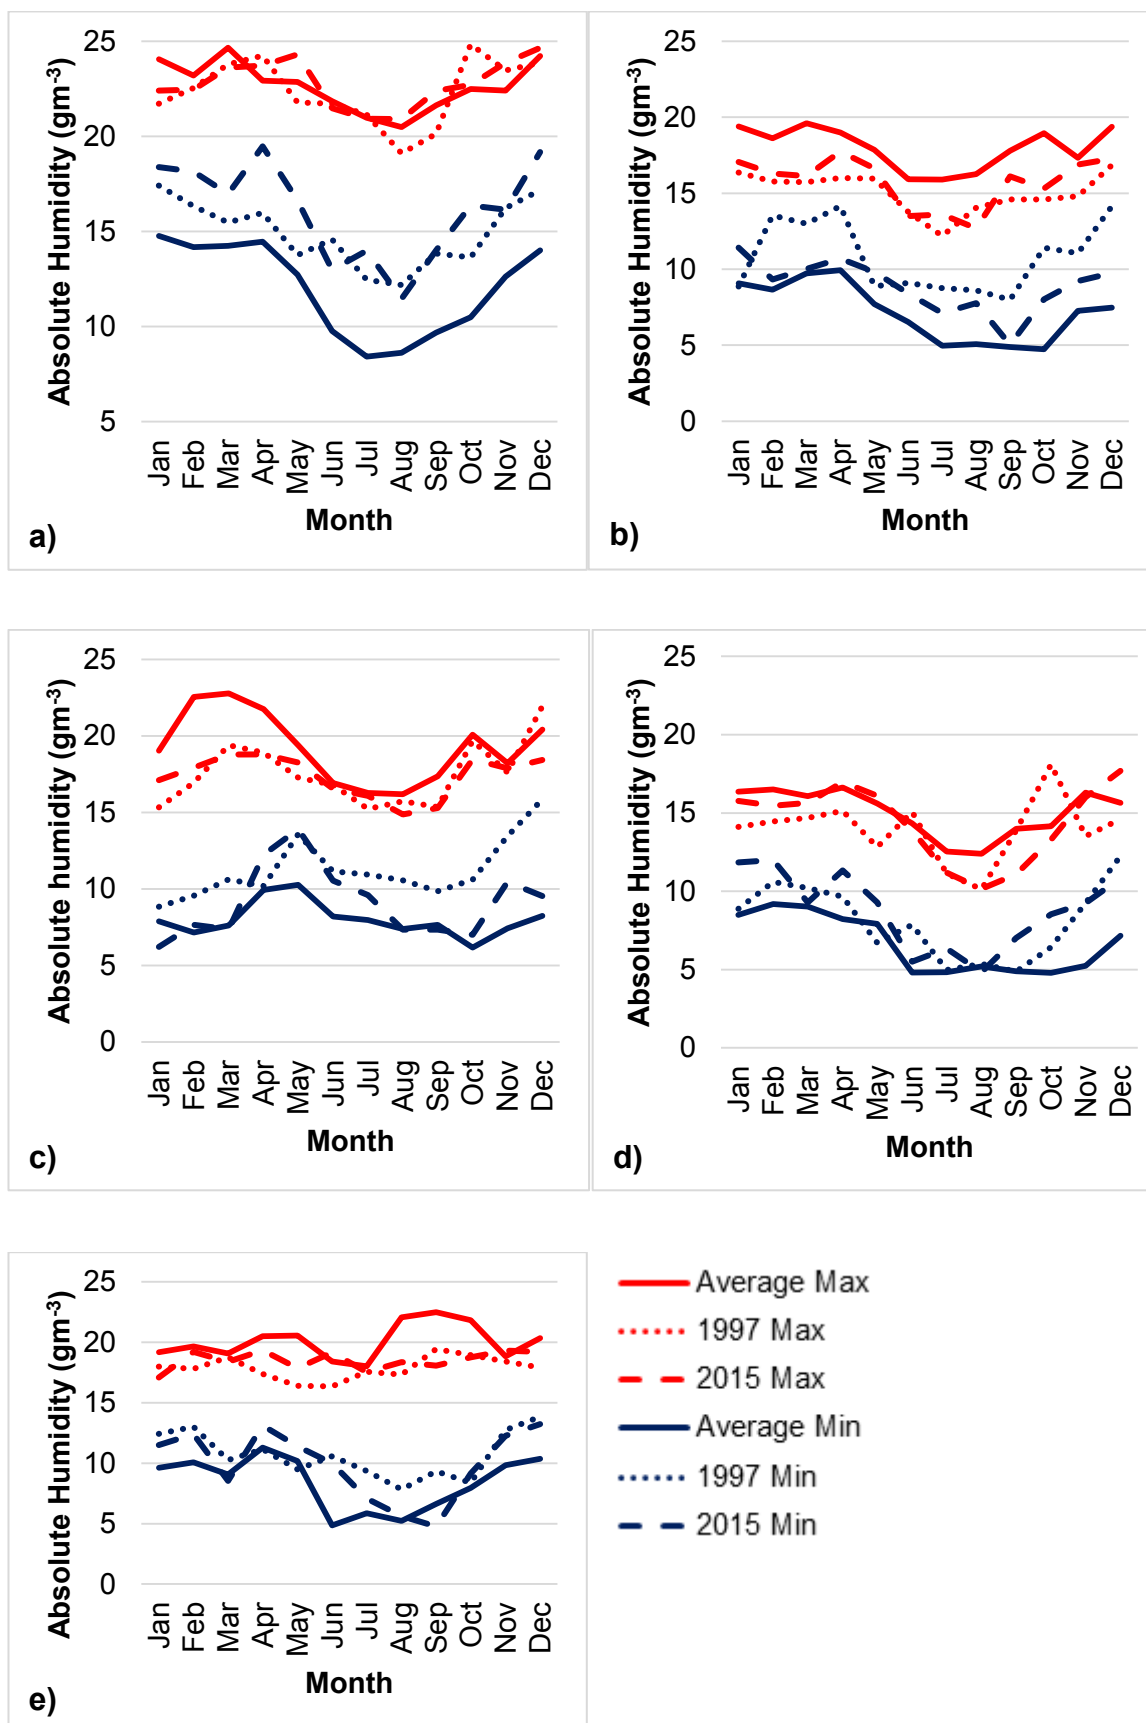 Absolute Humidity (gm-3)
25
20
15
10
5
Jan
Feb
Mar
Apr
May
Jun
Jul
Aug
Sep
Oct
Nov
Dec
Month
a)
Absolute Humidity (gm-3)
25
20
15
10
5
0
Jan
Feb
Mar
Apr
May
Jun
Jul
Aug
Sep
Oct
Nov
Dec
Month
b)
Absolute humidity (gm-3)
25
20
15
10
5
0
Jan
Feb
Mar
Apr
May
Jun
Jul
Aug
Sep
Oct
Nov
Dec
Month
c)
Absolute Humidity (gm-3)
25
20
15
10
5
0
Jan
Feb
Mar
Apr
May
Jun
Jul
Aug
Sep
Oct
Nov
Dec
Month
d)
Absolute Humidity (gm-3)
25
20
15
10
5
0
Jan
Feb
Mar
Apr
May
Jun
Jul
Aug
Sep
Oct
Nov
Dec
Month
e)
Average Max
1997 Max
2015 Max
Average Min
1997 Min
2015 Min